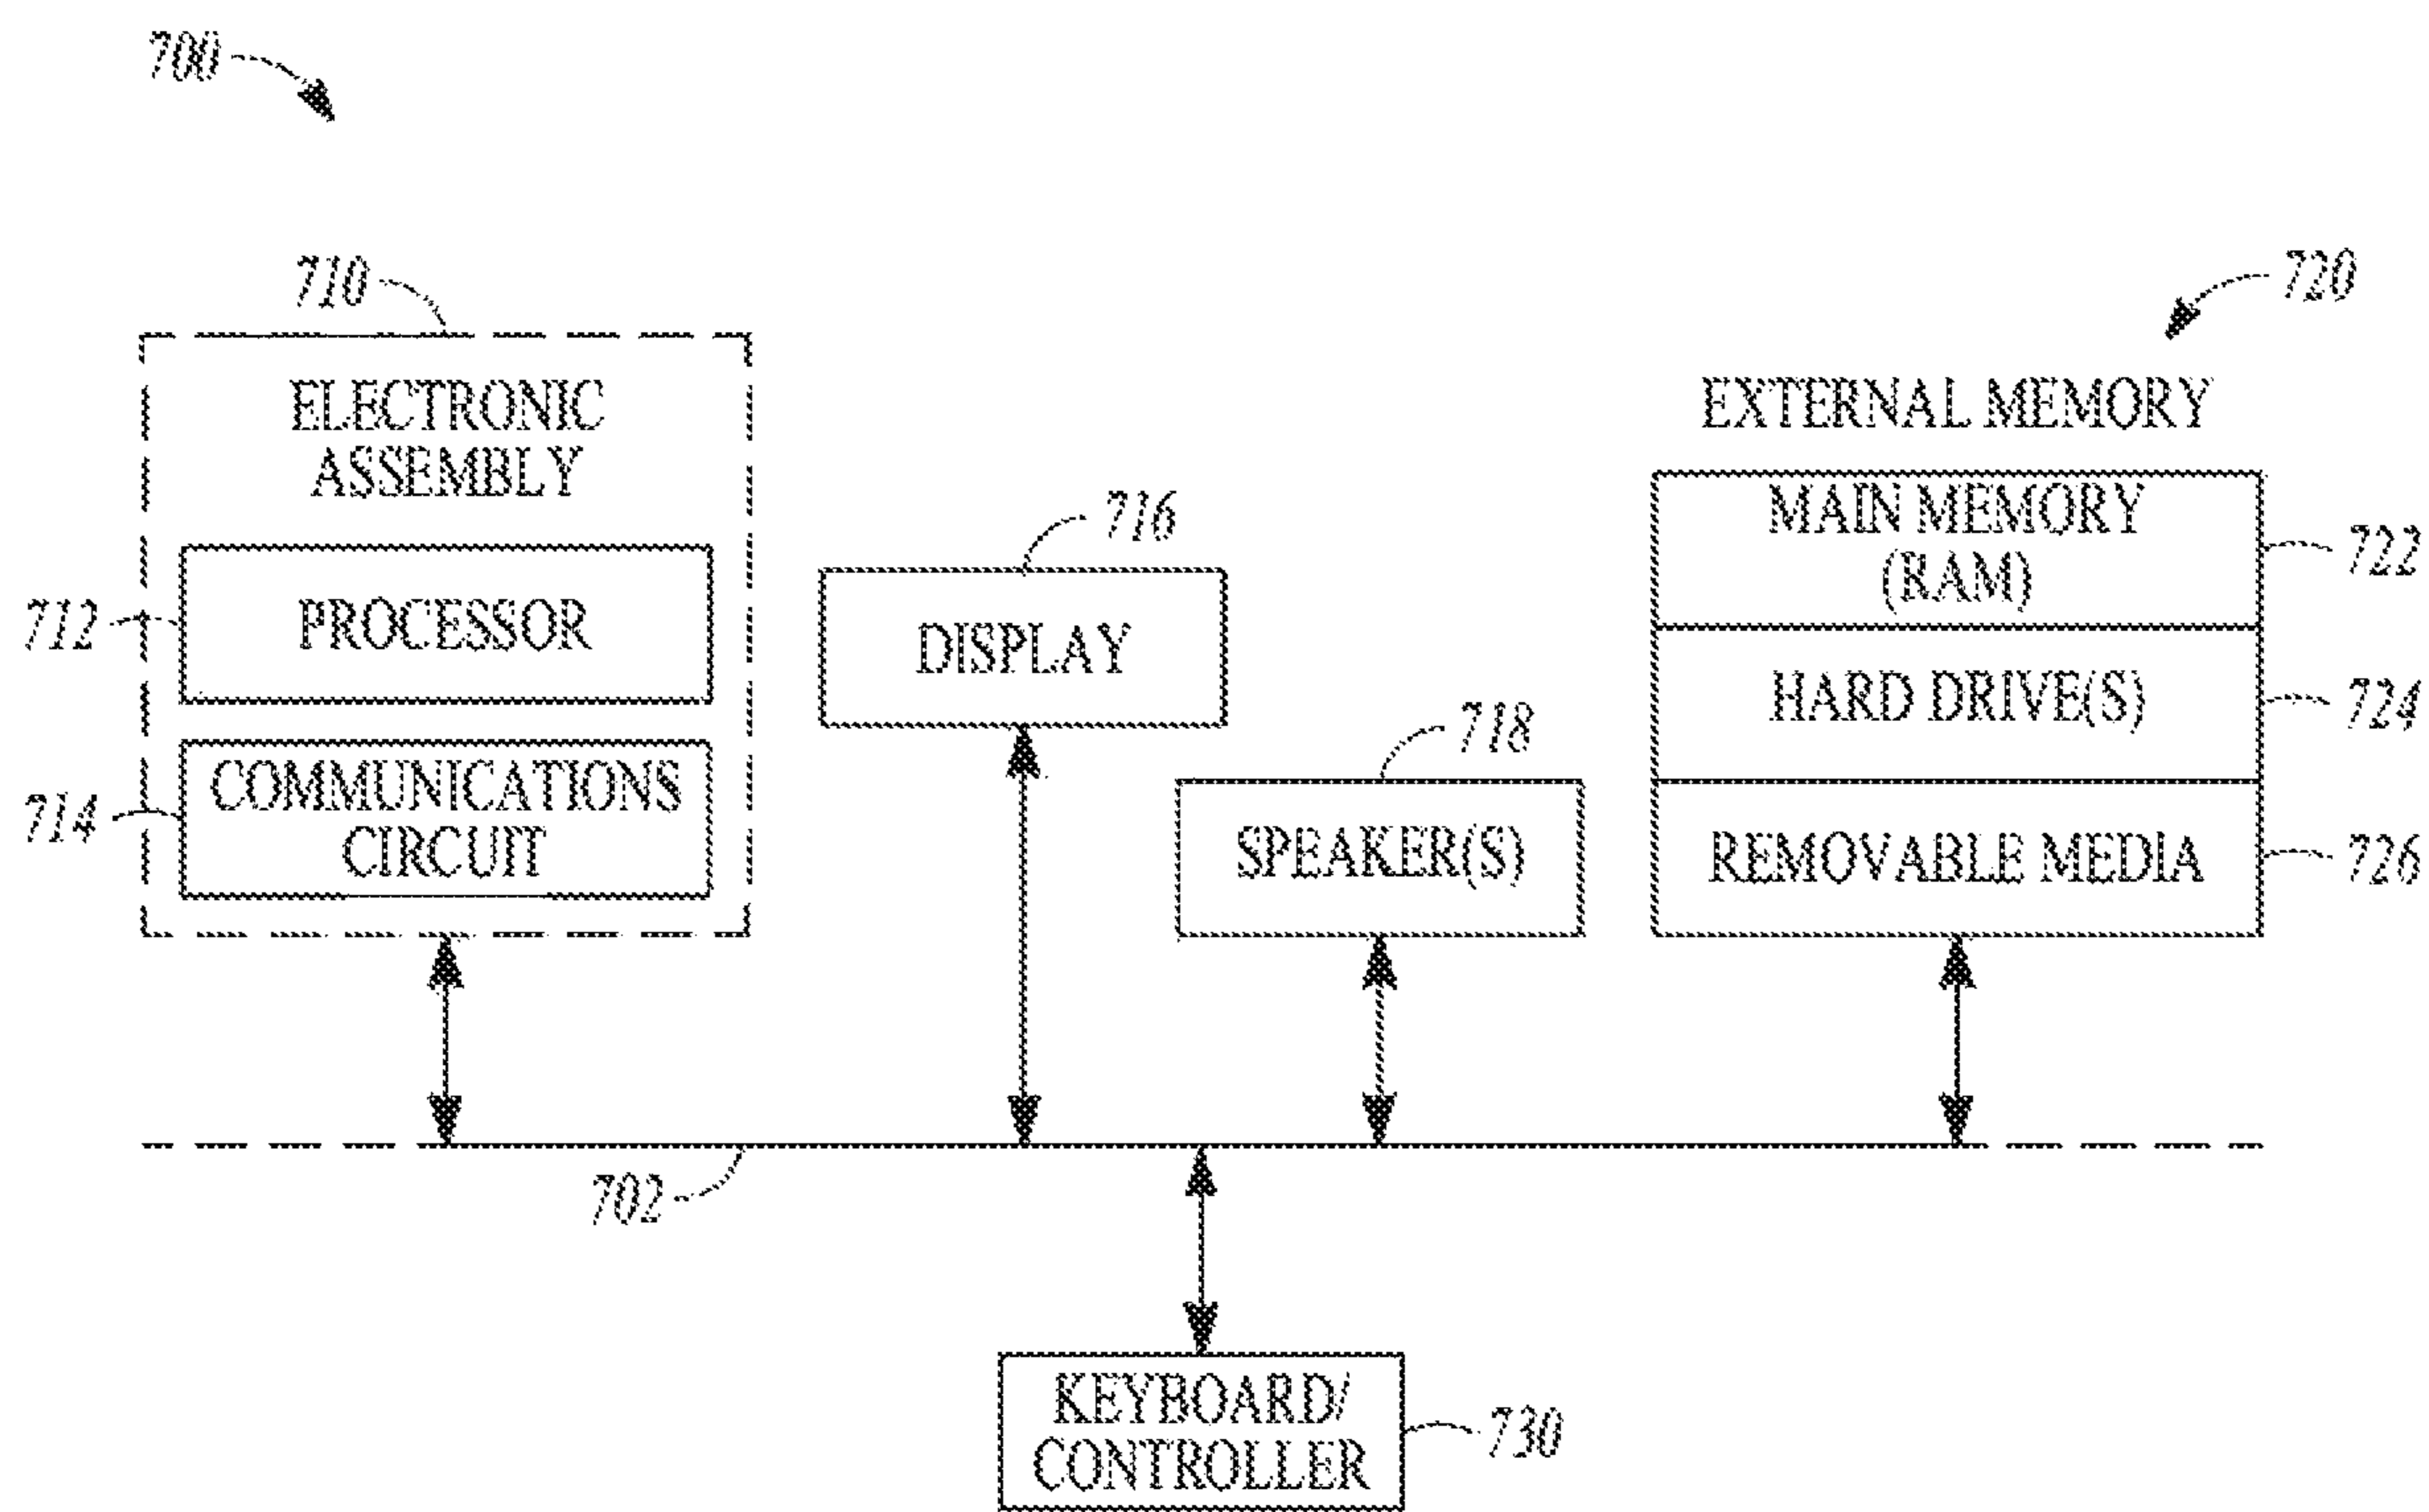 700
710
720
ELECTRONIC
ASSEMBLY
EXTERNAL MEMORY
716
MAIN MEMORY
(RAM)
722
712
PROCESSOR
DISPLAY
HARD DRIVE(S)
724
718
714
COMMUNICATIONS
CIRCUIT
SPEAKER(S)
REMOVABLE MEDIA
726
702
KEYBOARD/
CONTROLLER
730